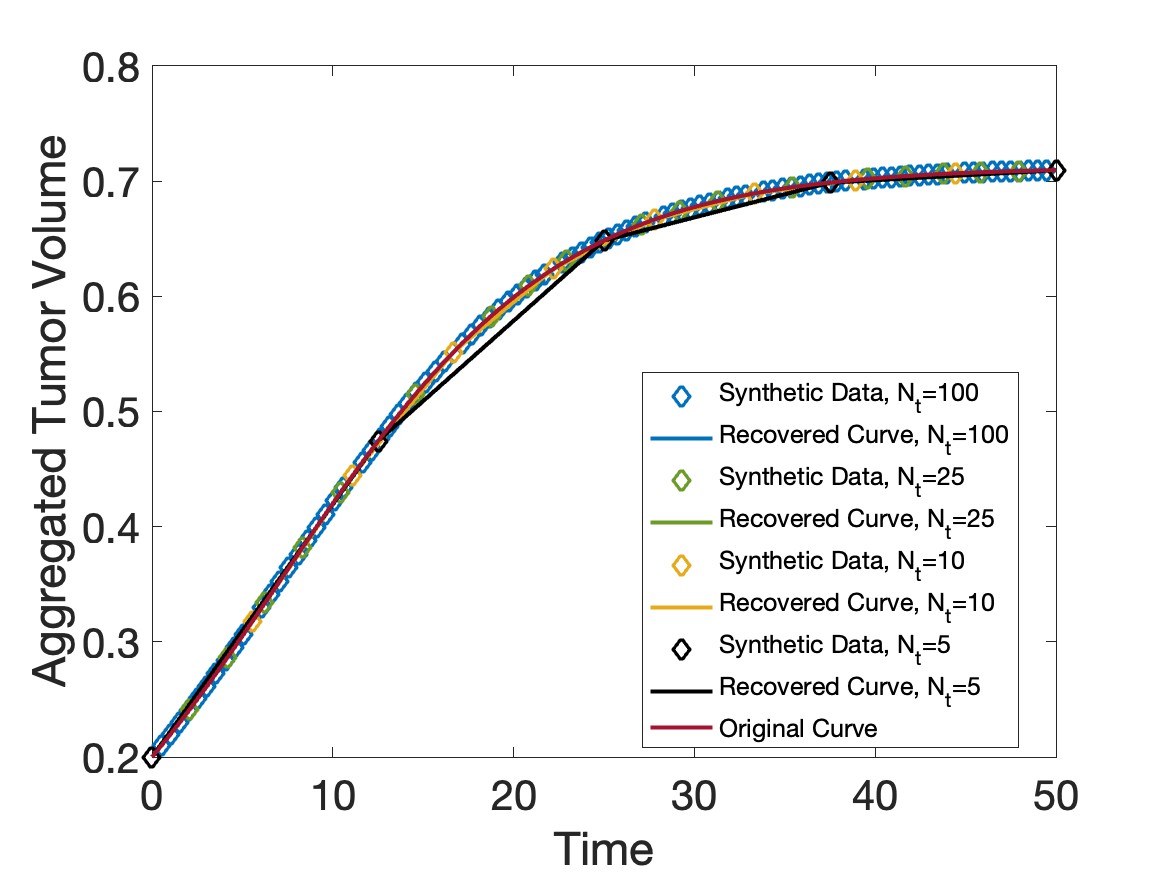 Aggregated Tumor Volume
0.8
0.7
0.6
0.5
0.4
0.3
0.2
Synthetic Data, N_t=100
Recovered Curve, N_t=100
Synthetic Data, N_t=25
Recovered Curve, N_t=25
Synthetic Data, N_t=10
Recovered Curve, N_t=10
Synthetic Data, N_t=5
Recovered Curve, N_t=5
Original Curve
0 10 20 30 40 50
Time